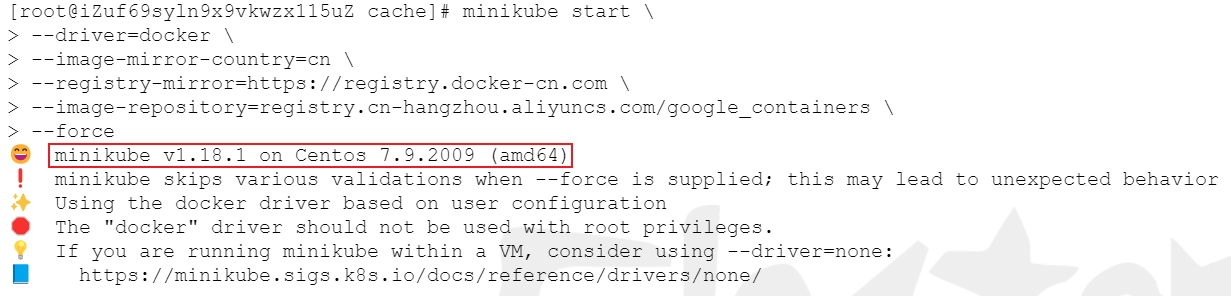 [root@iZuf69syln9x9vkwzx115uZ cache]# minikube start \
> --driver=docker \
> --image-mirror-country=cn \
> --registry-mirror=https://registry.docker-cn.com \
> --image-repository=registry.cn-hangzhou.aliyuncs.com/google_containers \
> --force
😄 minikube v1.18.1 on Centos 7.9.2009 (amd64)
❗ minikube skips various validations when --force is supplied; this may lead to unexpected behavior
✨ Using the docker driver based on user configuration
🛑 The "docker" driver should not be used with root privileges.
💡 If you are running minikube within a VM, consider using --driver=none:
📘 https://minikube.sigs.k8s.io/docs/reference/drivers/none/